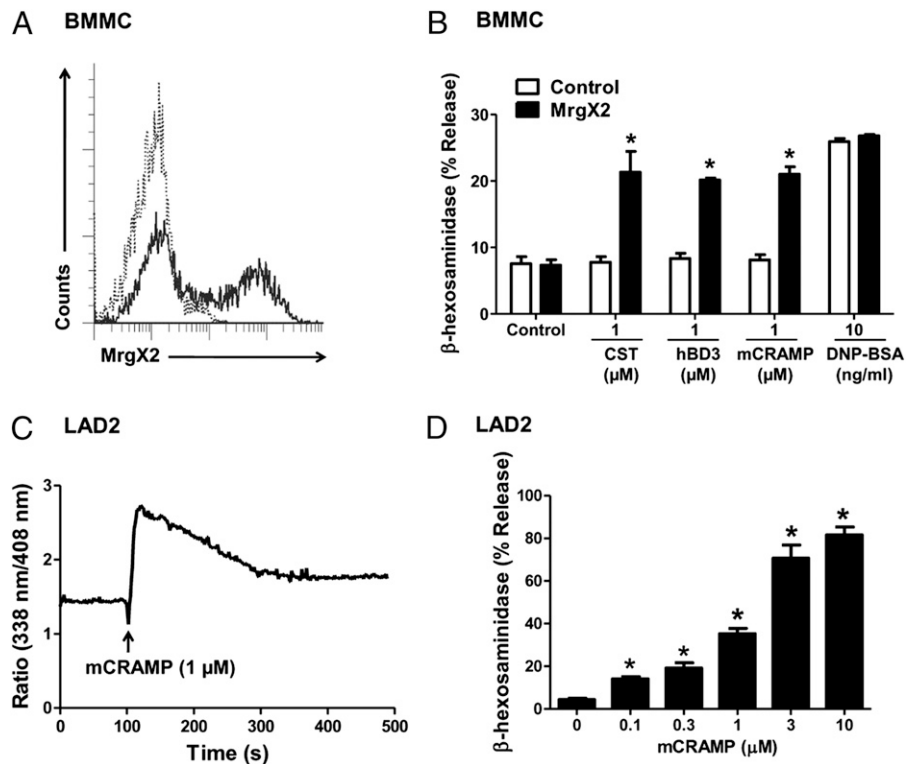 A BMMC
Counts
MrgX2
B BMMC
β-hexosaminidase (% Release)
Control
MrgX2
30
20
10
0
* * *
Control 1 1 1 10
CST hBD3 mCRAMP DNP-BSA
(μM) (μM) (μM) (ng/ml)
C LAD2
Ratio (338 nm/408 nm)
3
2
1
0
mCRAMP (1 μM)
0 100 200 300 400 500
Time (s)
D LAD2
β-hexosaminidase (% Release)
100
80
60
40
20
0
* * * * *
0 0.1 0.3 1 3 10
mCRAMP (μM)